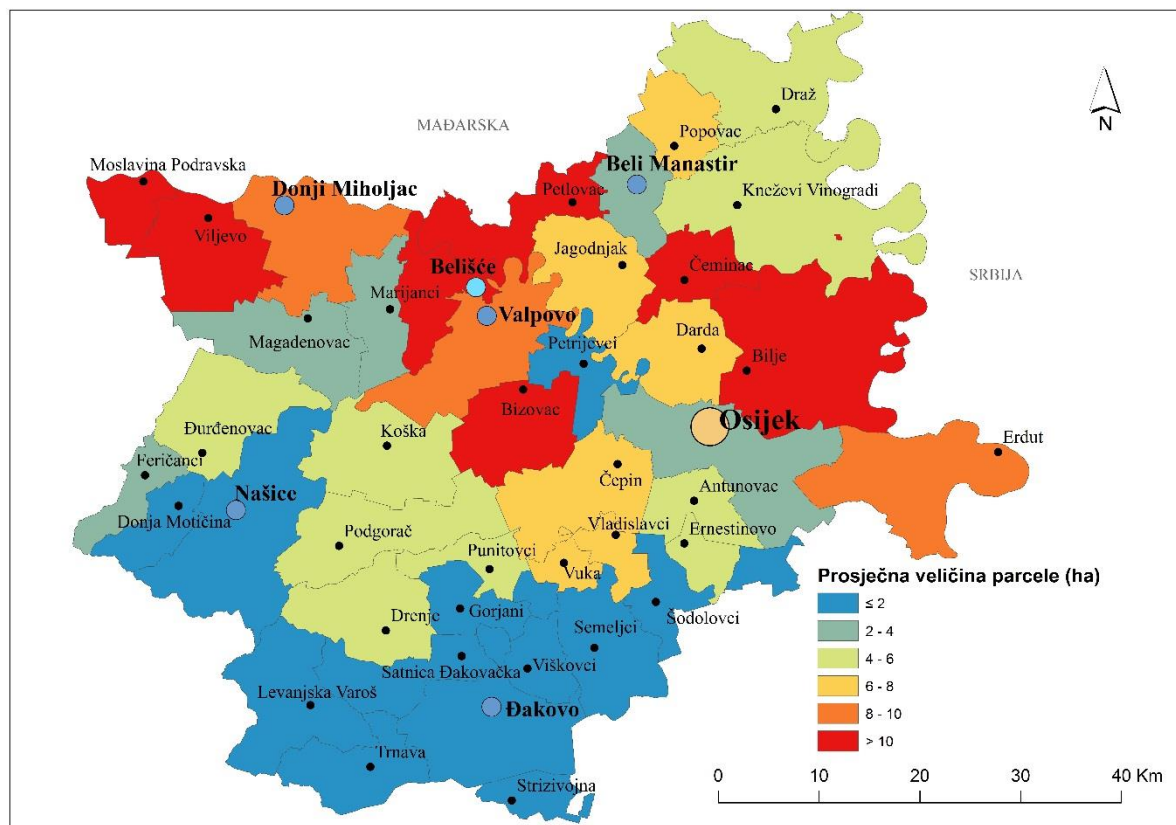 MAĐARSKA
Draž
N
Popovac
Moslavina Podravska
Donji Miholjac
Beli Manastir
Petlovac
Kneževi Vinogradi
Viljevo
Jagodnjak
Belišće
Čeminac
SRBIJA
Marijanci
Valpovo
Magadenovac
Petrijevci
Darda
Bilje
Bizovac
Osijek
Đurđenovac
Koška
Erdut
Feričanci
Čepin
Našice
Antunovac
Donja Motičina
Vladislavci
Podgorač
Ernestinovo
Punitovci
Vuka
Drenje
Gorjani
Šodolovci
Semeljci
Satnica Đakovačka
Viškovci
Levanjska Varoš
Đakovo
Trnava
Strizivojna
Prosječna veličina parcele (ha)
≤ 2
2 - 4
4 - 6
6 - 8
8 - 10
> 10
0 10 20 30 40 Km